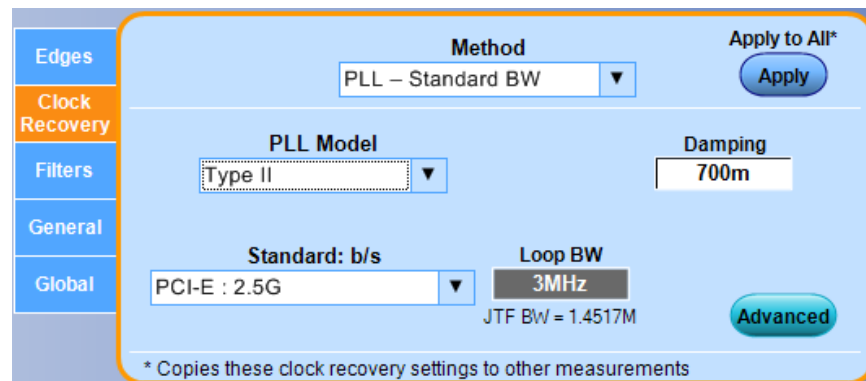 Edges
Clock
Recovery
Filters
General
Global
Method
PLL – Standard BW
Apply to All*
Apply
PLL Model
Type II
Damping
700m
Standard: b/s
PCI-E : 2.5G
Loop BW
3MHz
JTF BW = 1.4517M
Advanced
* Copies these clock recovery settings to other measurements